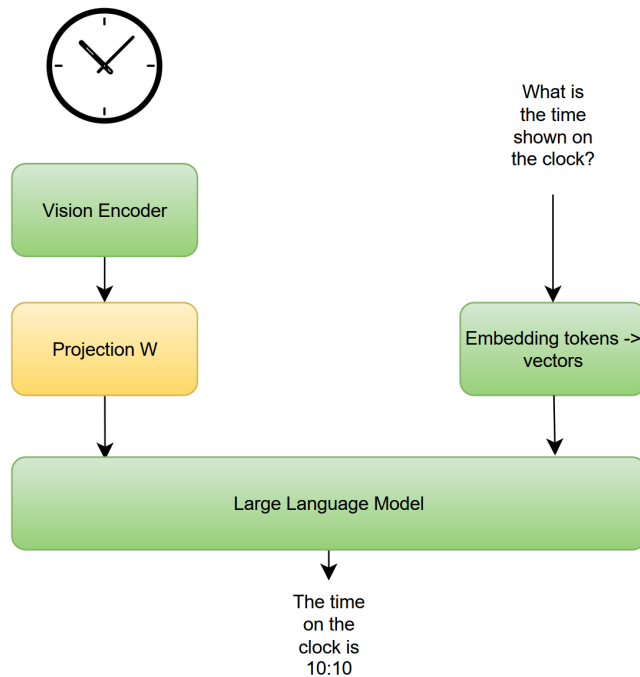 What is
the time
shown on
the clock?
Vision Encoder
Projection W
Embedding tokens ->
vectors
Large Language Model
The time
on the
clock is
10:10